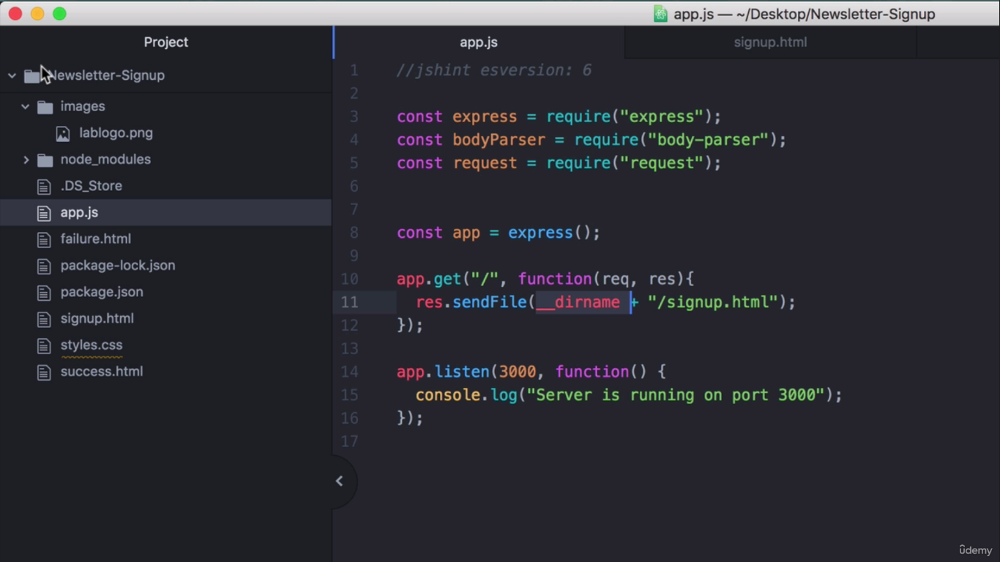 app.js — ~/Desktop/Newsletter-Signup
Project
app.js
signup.html
Newsletter-Signup
images
lablogo.png
node_modules
.DS_Store
app.js
failure.html
package-lock.json
package.json
signup.html
styles.css
success.html
1 //jshint esversion: 6
2
3 const express = require("express");
4 const bodyParser = require("body-parser");
5 const request = require("request");
6
7
8 const app = express();
9
10 app.get("/", function(req, res){
11 res.sendFile(__dirname + "/signup.html");
12 });
13
14 app.listen(3000, function() {
15 console.log("Server is running on port 3000");
16 });
17
ûdemy